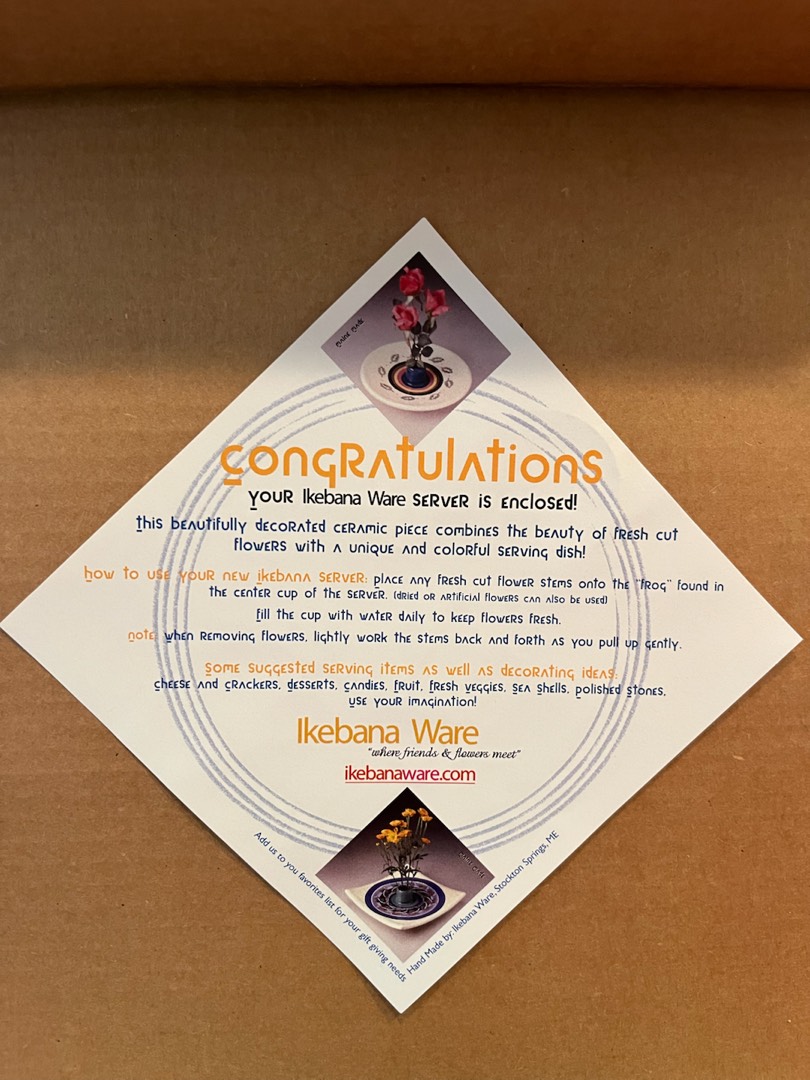 Congratulations
Your Ikebana Ware server is enclosed!
This beautifully decorated ceramic piece combines the beauty of fresh cut
flowers with a unique and colorful serving dish!
How to use your new Ikebana server: Place any fresh cut flower stems onto the "frog" found in
the center cup of the server. (dried or artificial flowers can also be used)
Fill the cup with water daily to keep flowers fresh.
Note: When removing flowers, lightly work the stems back and forth as you pull up gently.
Some suggested serving items as well as decorating ideas:
Cheese and Crackers, Desserts, Candies, Fruit, Fresh Veggies, Sea Shells, Polished Stones,
Use your imagination!
Ikebana Ware
"where friends & flowers meet"
ikebanaware.com
Add us to you favorites list for your gift giving needs
Hand Made by: Ikebana Ware, Stockton Springs, ME